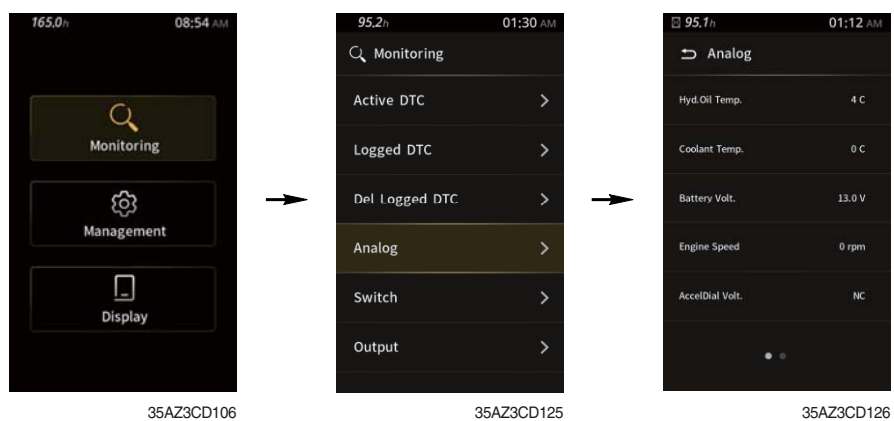 165.0h 08:54 AM
Monitoring
Management
Display
35AZ3CD106
95.2h 01:30 AM
Monitoring
Active DTC
Logged DTC
Del Logged DTC
Analog
Switch
Output
35AZ3CD125
95.1h 01:12 AM
Analog
Hyd.Oil Temp. 4 C
Coolant Temp. 0 C
Battery Volt. 13.0 V
Engine Speed 0 rpm
AccelDial Volt. NC
35AZ3CD126